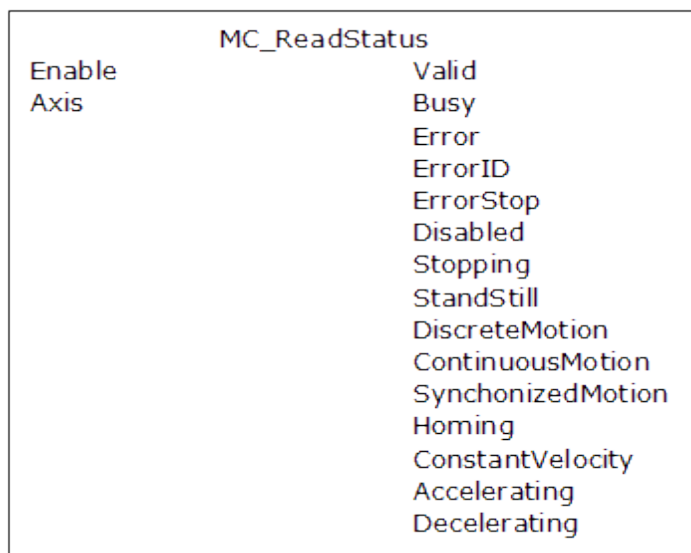 MC_ReadStatus
Enable Valid
Axis Busy
Error
ErrorID
ErrorStop
Disabled
Stopping
StandStill
DiscreteMotion
ContinuousMotion
SynchonizedMotion
Homing
ConstantVelocity
Accelerating
Decelerating